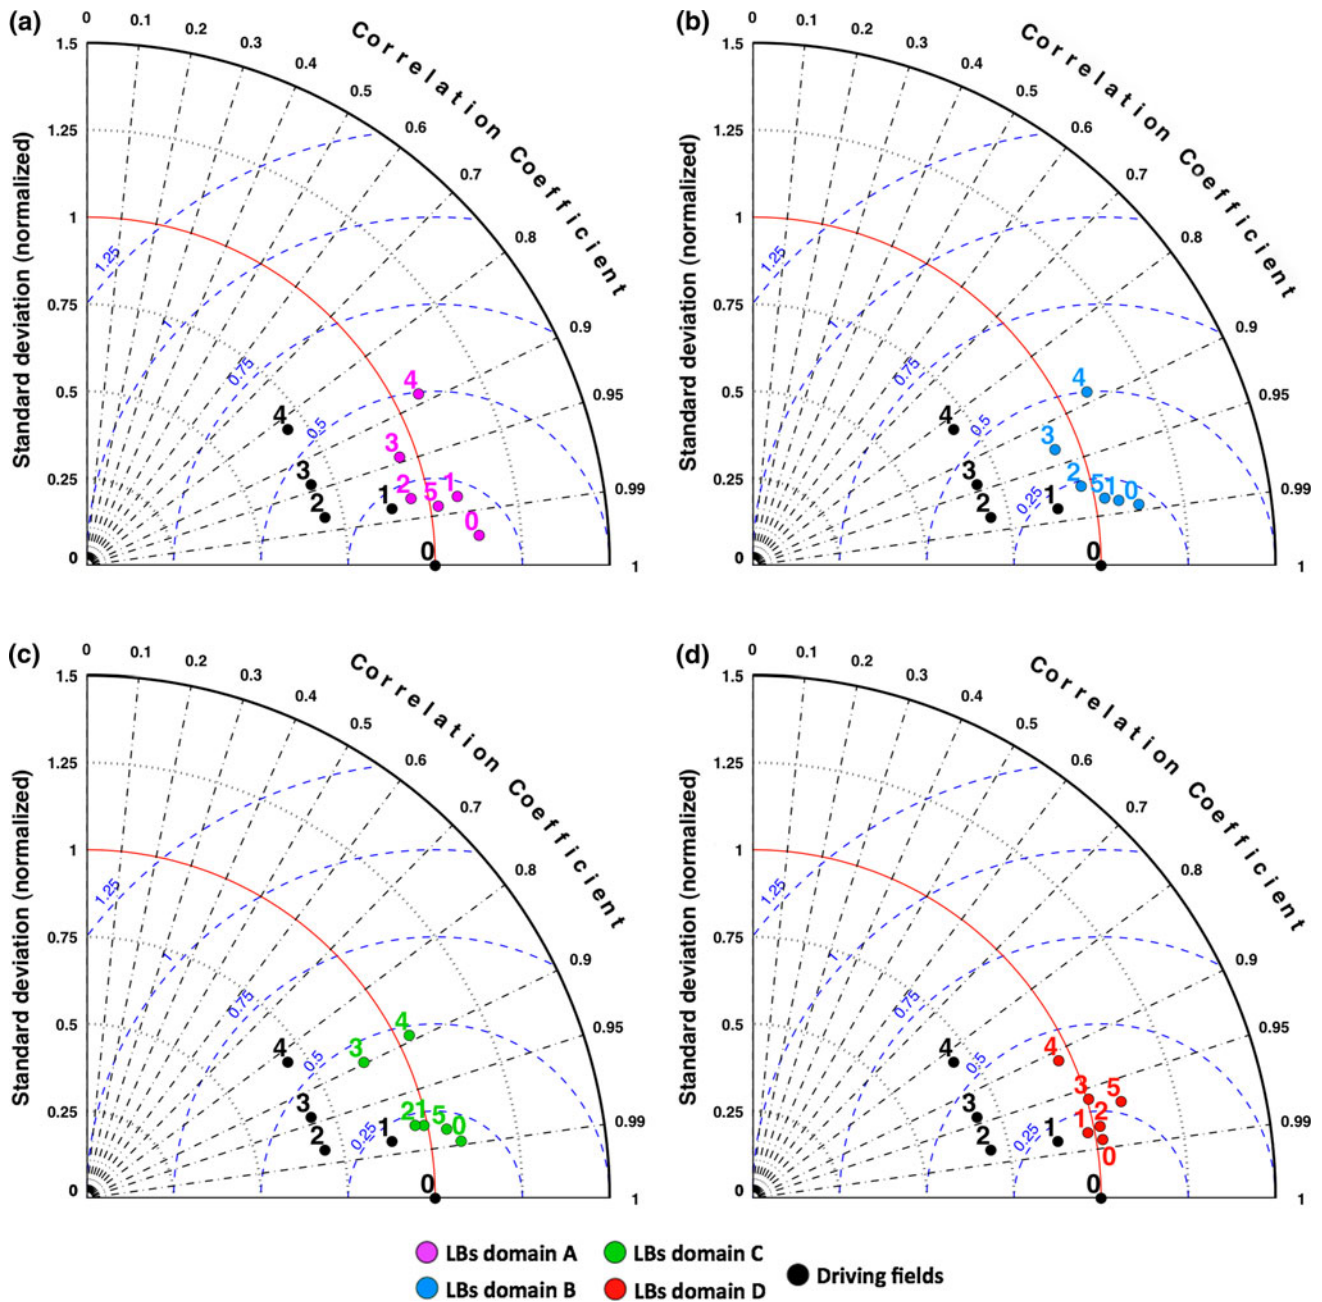 (a)
Correlation Coefficient
Standard deviation (normalized)
0 0.1 0.2 0.3 0.4 0.5 0.6 0.7 0.8 0.9 0.95 0.99 1
1.5
1.25
1
0.75
0.5
0.25
0
1.25 1 0.75 0.5
4 3 2 1 0
4 3 2 5 1 0
(b)
Correlation Coefficient
Standard deviation (normalized)
0 0.1 0.2 0.3 0.4 0.5 0.6 0.7 0.8 0.9 0.95 0.99 1
1.5
1.25
1
0.75
0.5
0.25
0
1.25 1 0.75 0.5 0.25
4 3 2 1 0
4 3 2 5 1 0
(c)
Correlation Coefficient
Standard deviation (normalized)
0 0.1 0.2 0.3 0.4 0.5 0.6 0.7 0.8 0.9 0.95 0.99 1
1.5
1.25
1
0.75
0.5
0.25
0
1.25 1 0.75 0.5 0.25
4 3 2 1 0
4 3 2 1 5 0
(d)
Correlation Coefficient
Standard deviation (normalized)
0 0.1 0.2 0.3 0.4 0.5 0.6 0.7 0.8 0.9 0.95 0.99 1
1.5
1.25
1
0.75
0.5
0.25
0
1.25 1 0.75 0.5 0.25
4 3 2 1 0
4 3 5 1 2 0
LBs domain A
LBs domain B
LBs domain C
LBs domain D
Driving fields